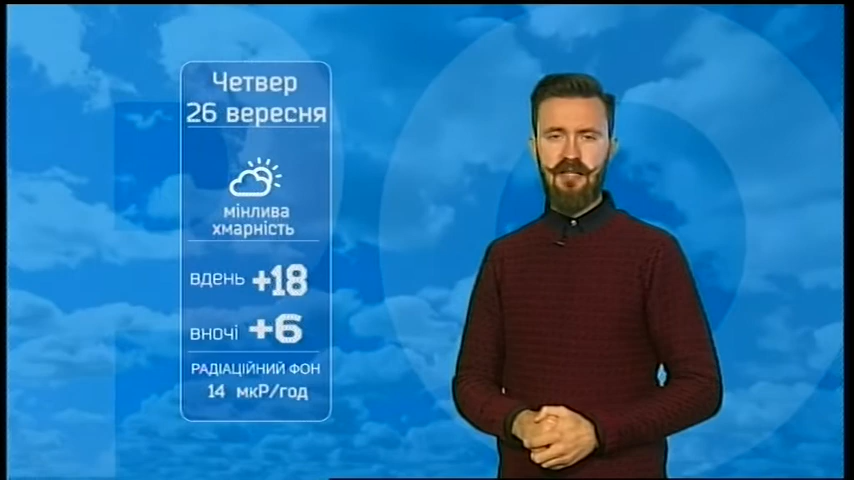 Четвер
26 вересня
мінлива
хмарність
вдень +18
вночі +6
РАДІАЦІЙНИЙ ФОН
14 мкР/год